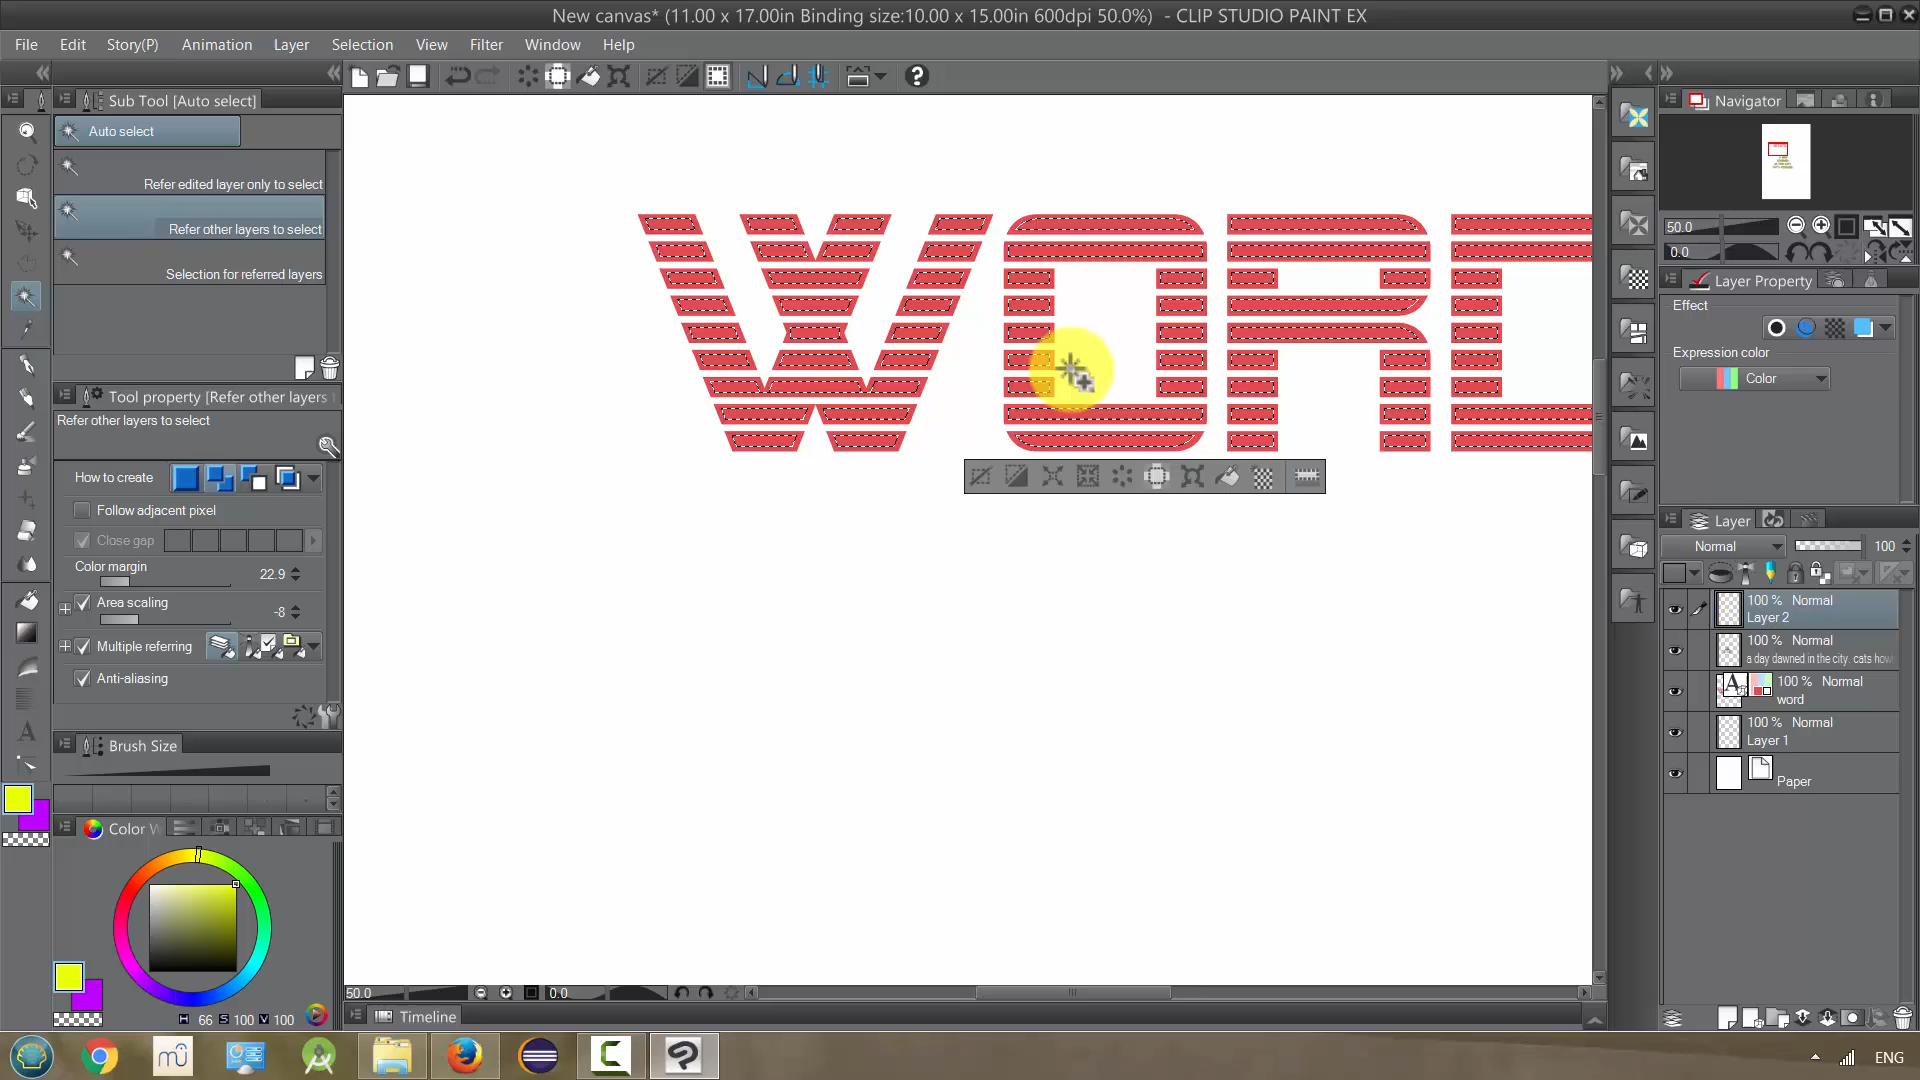 New canvas* (11.00 x 17.00in Binding size:10.00 x 15.00in 600dpi 50.0%) - CLIP STUDIO PAINT EX
File Edit Story(P) Animation Layer Selection View Filter Window Help
Sub Tool [Auto select]
Auto select
Refer edited layer only to select
Refer other layers to select
Selection for referred layers
Tool property [Refer other layers
Refer other layers to select
How to create
Follow adjacent pixel
Close gap
Color margin
22.9
Area scaling
-8
Multiple referring
Anti-aliasing
Brush Size
Color W
H 66 S 100 V 100
WOR
50.0
0.0
Timeline
Navigator
50.0
0.0
Layer Property
Effect
Expression color
Color
Layer
Normal
100
100 % Normal
Layer 2
100 % Normal
a day dawned in the city. cats how
100 % Normal
word
100 % Normal
Layer 1
Paper
ENG